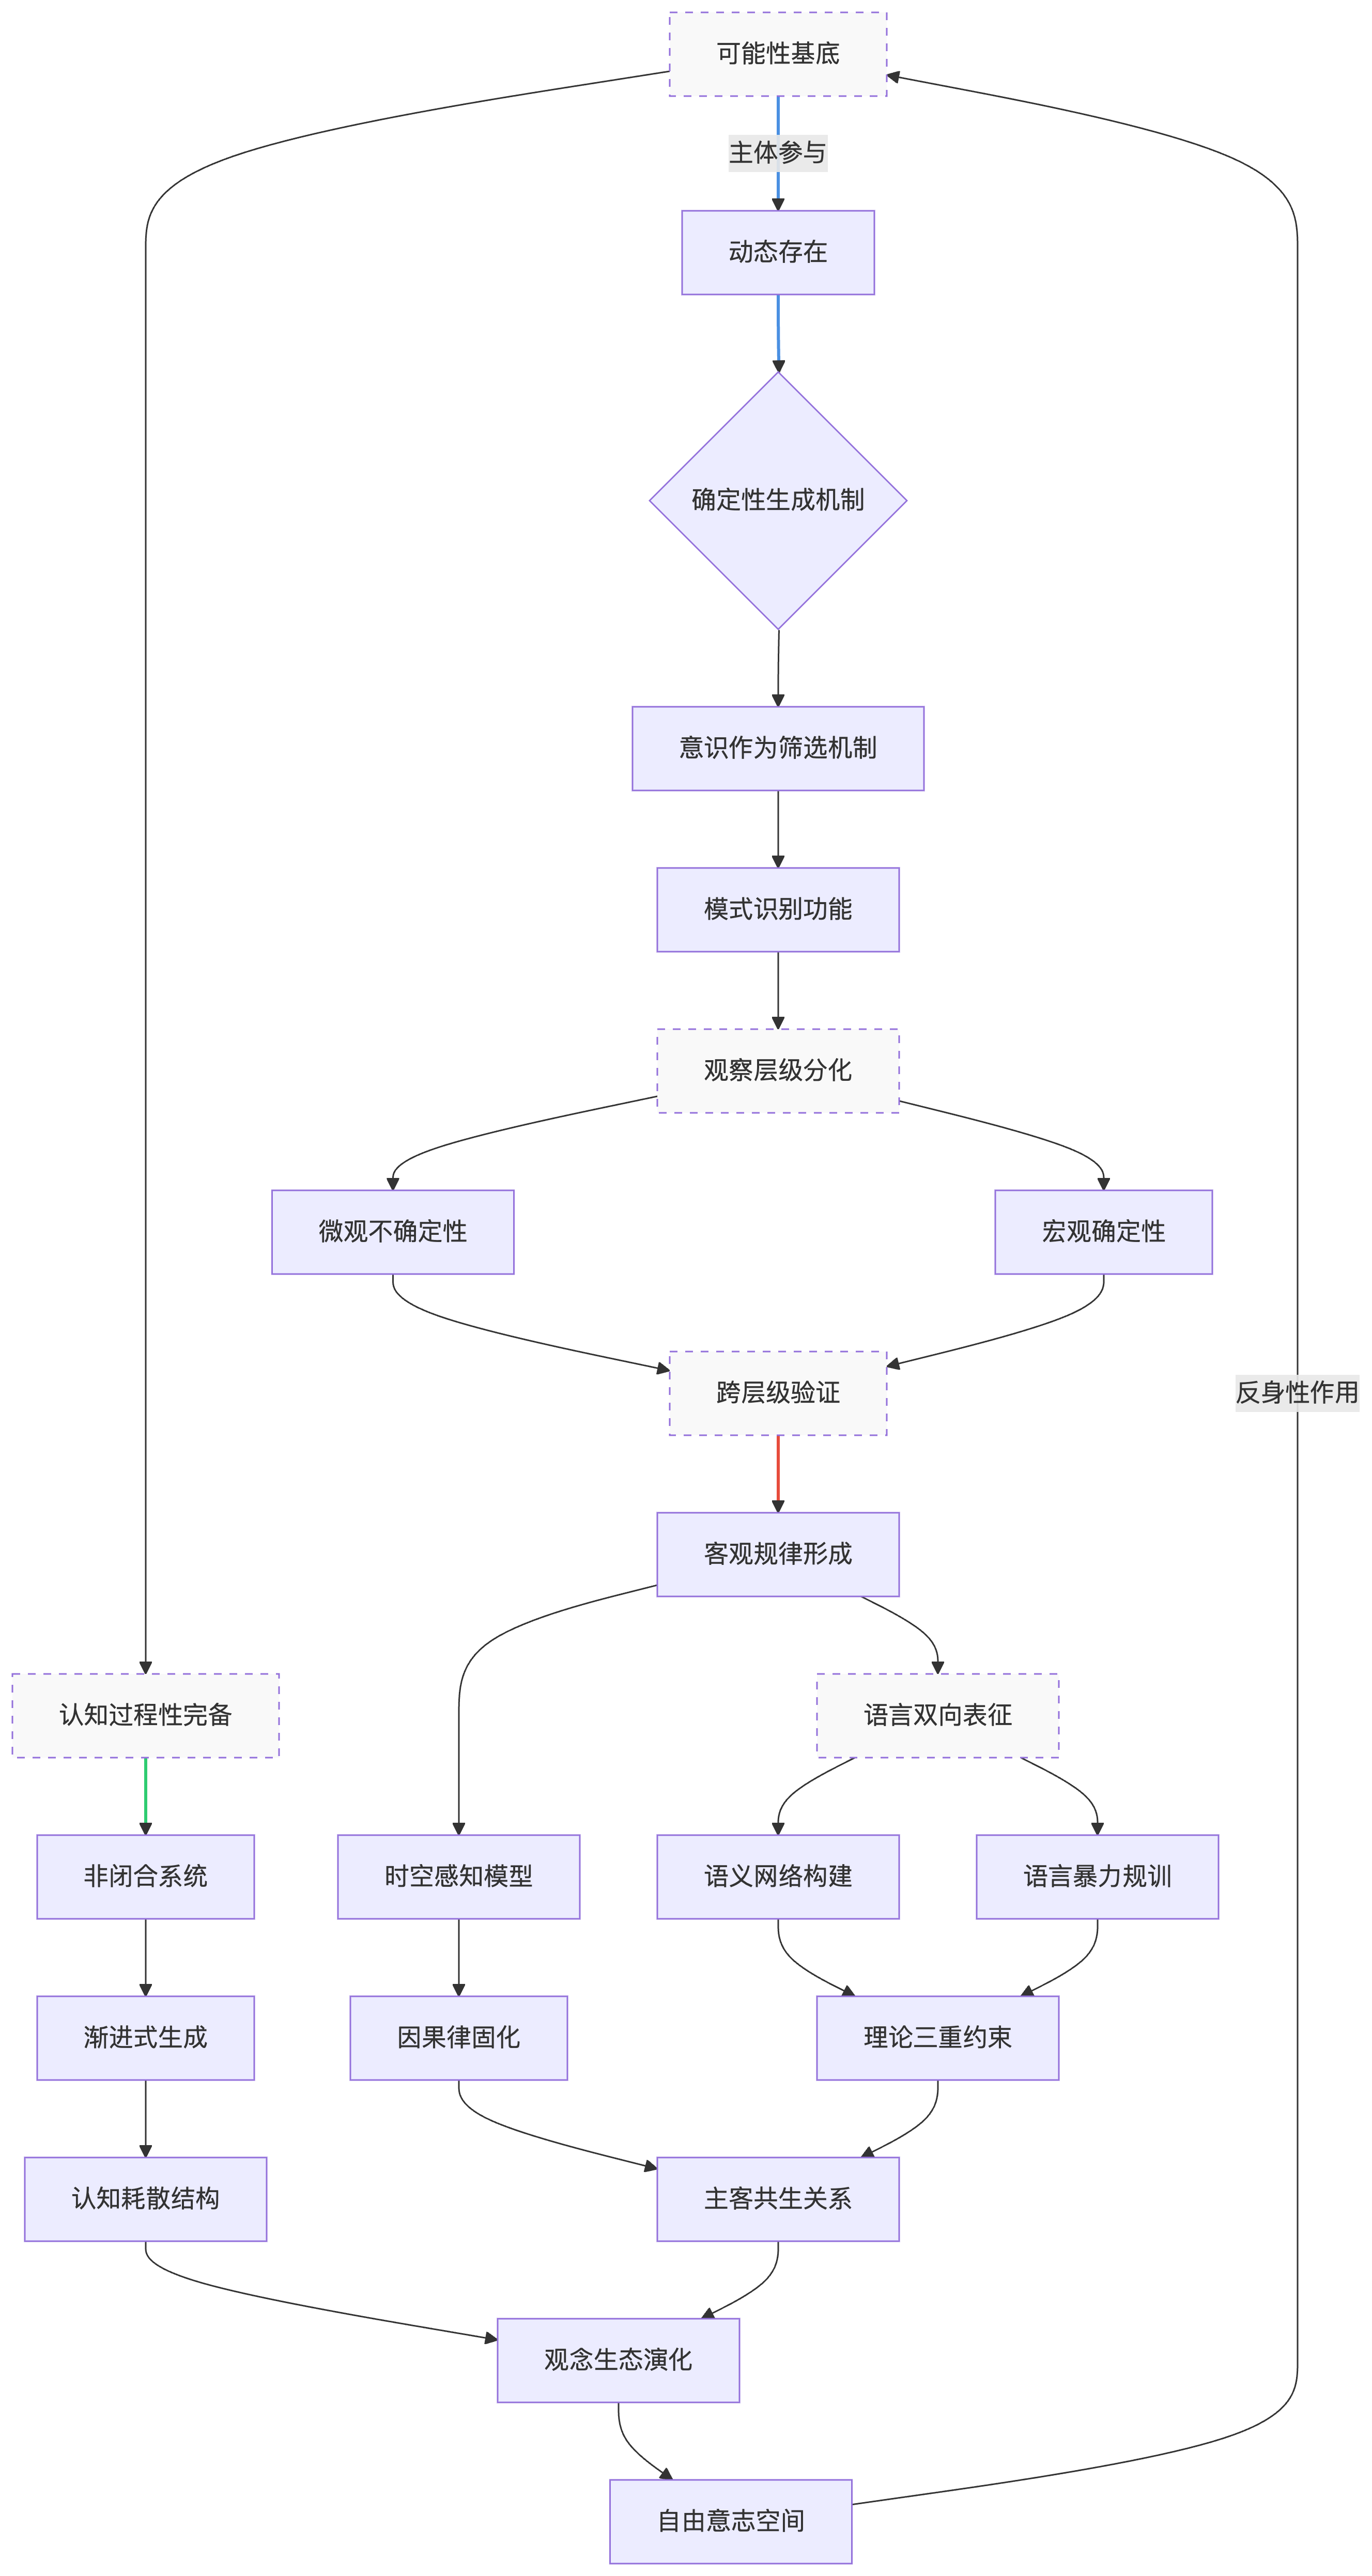 可能性基底
主体参与
动态存在
确定性生成机制
意识作为筛选机制
模式识别功能
观察层级分化
微观不确定性
宏观确定性
跨层级验证
反身性作用
客观规律形成
认知过程性完备
语言双向表征
非闭合系统
时空感知模型
语义网络构建
语言暴力规训
渐进式生成
因果律固化
理论三重约束
认知耗散结构
主客共生关系
观念生态演化
自由意志空间